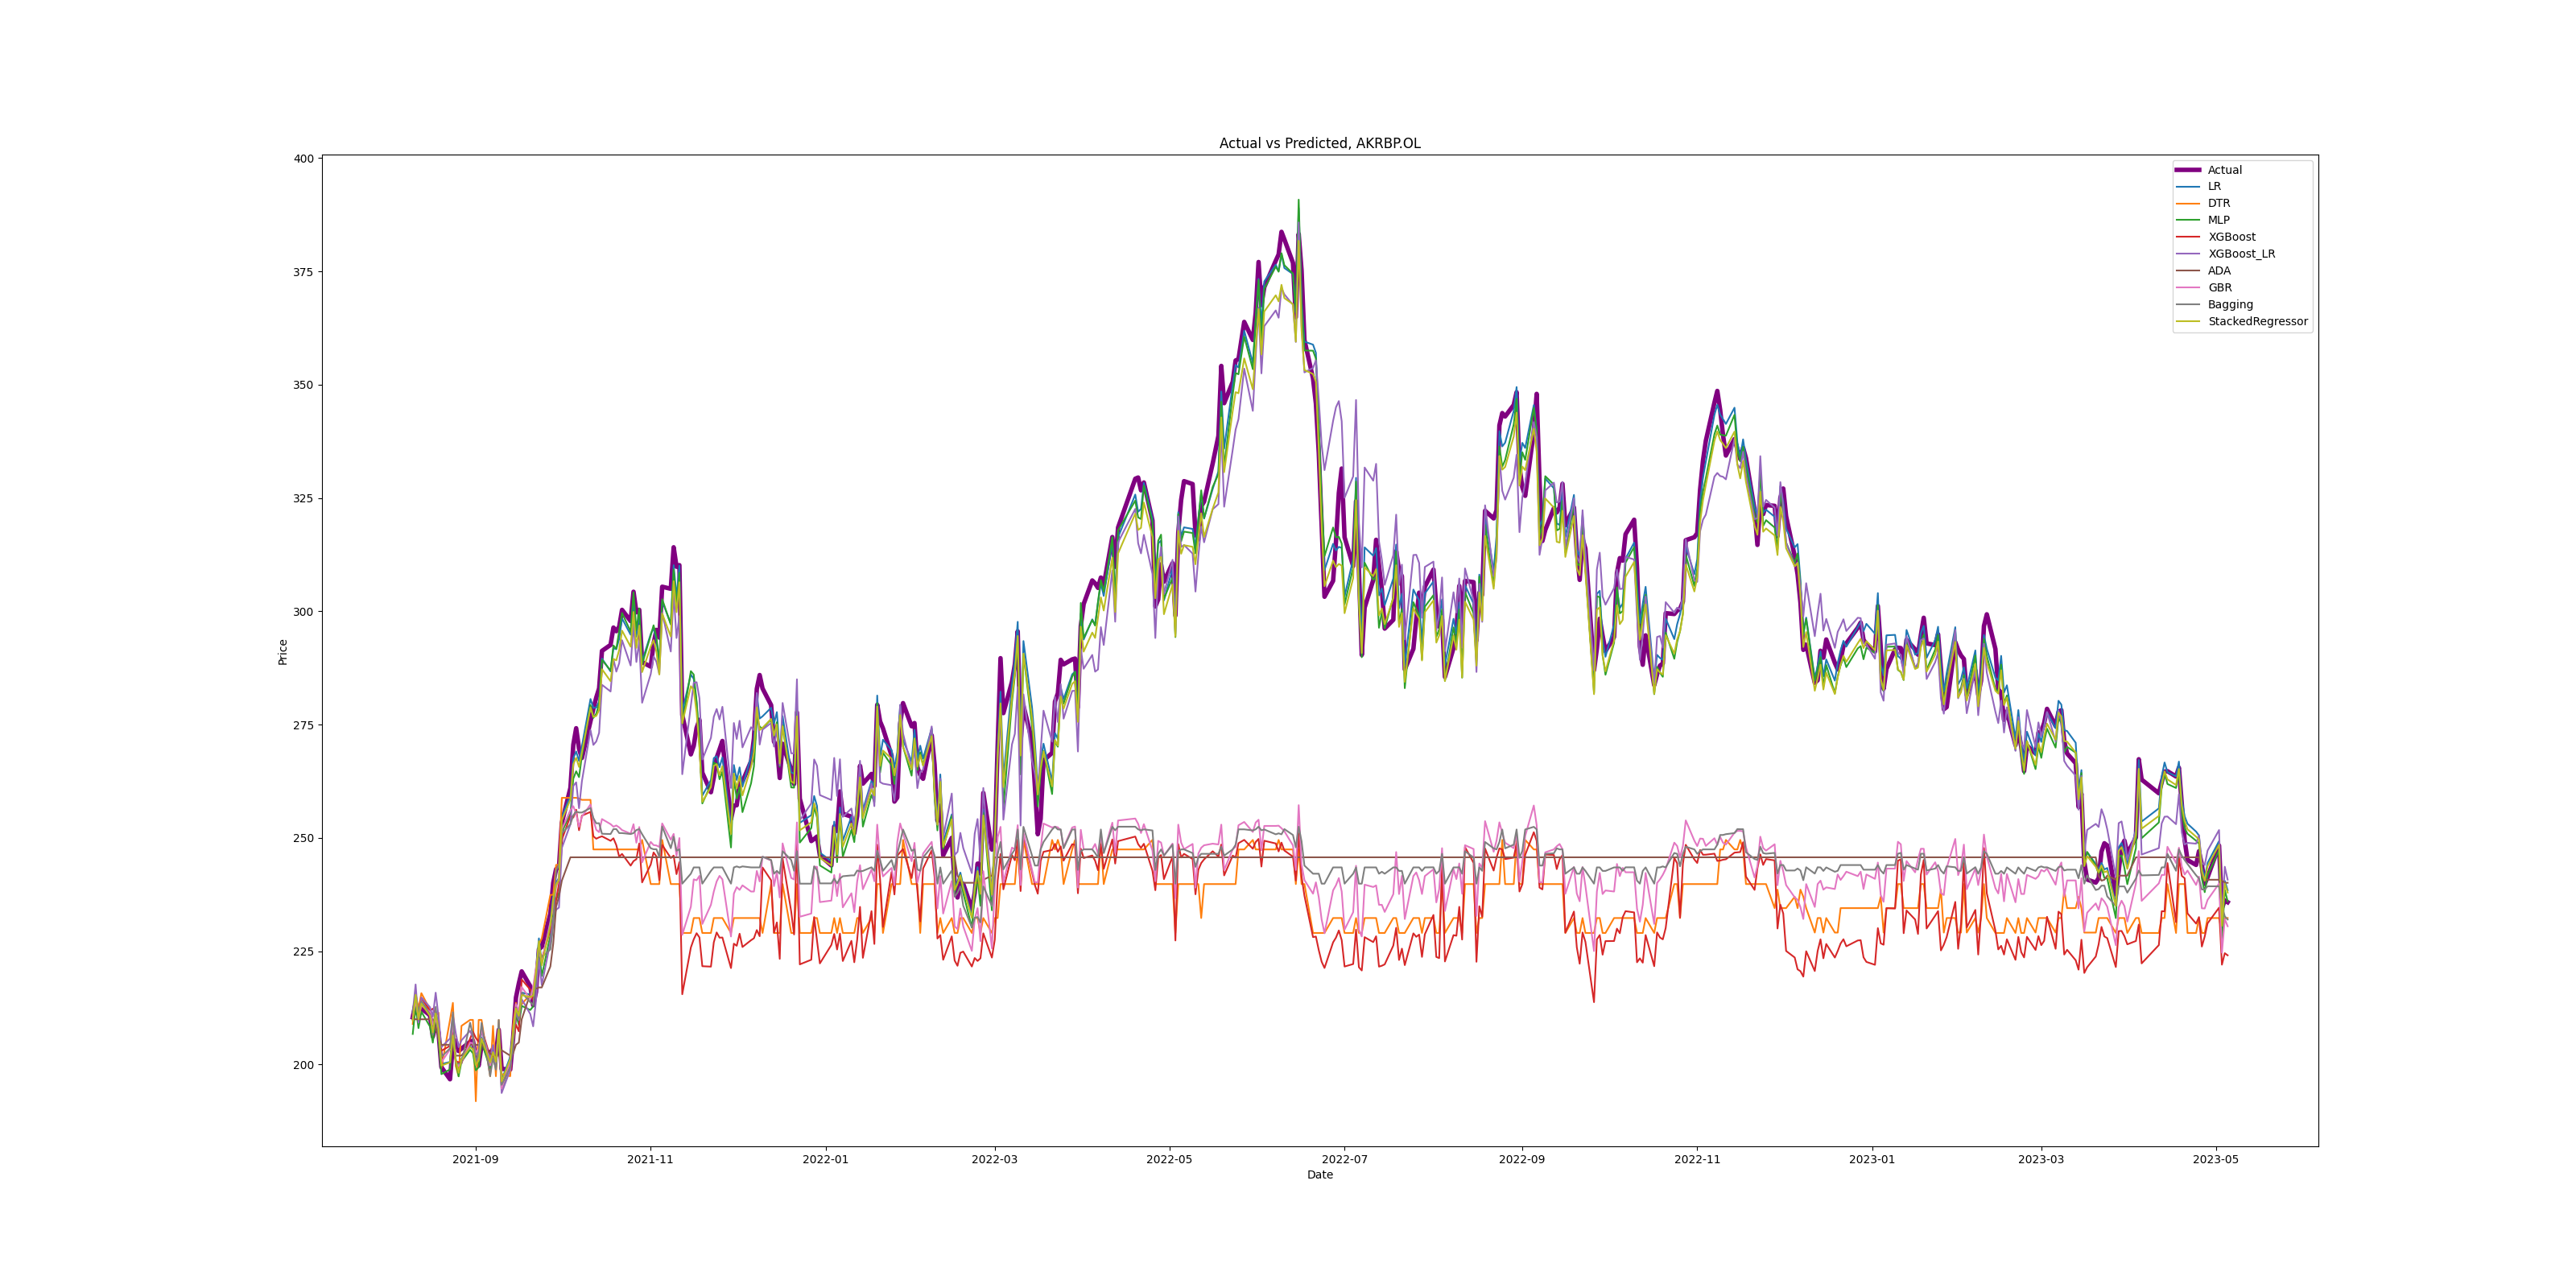 Actual vs Predicted, AKRBP.OL
Actual
LR
DTR
MLP
XGBoost
XGBoost_LR
ADA
GBR
Bagging
StackedRegressor
Price
400
375
350
325
300
275
250
225
200
2021-09
2021-11
2022-01
2022-03
2022-05
2022-07
2022-09
2022-11
2023-01
2023-03
2023-05
Date